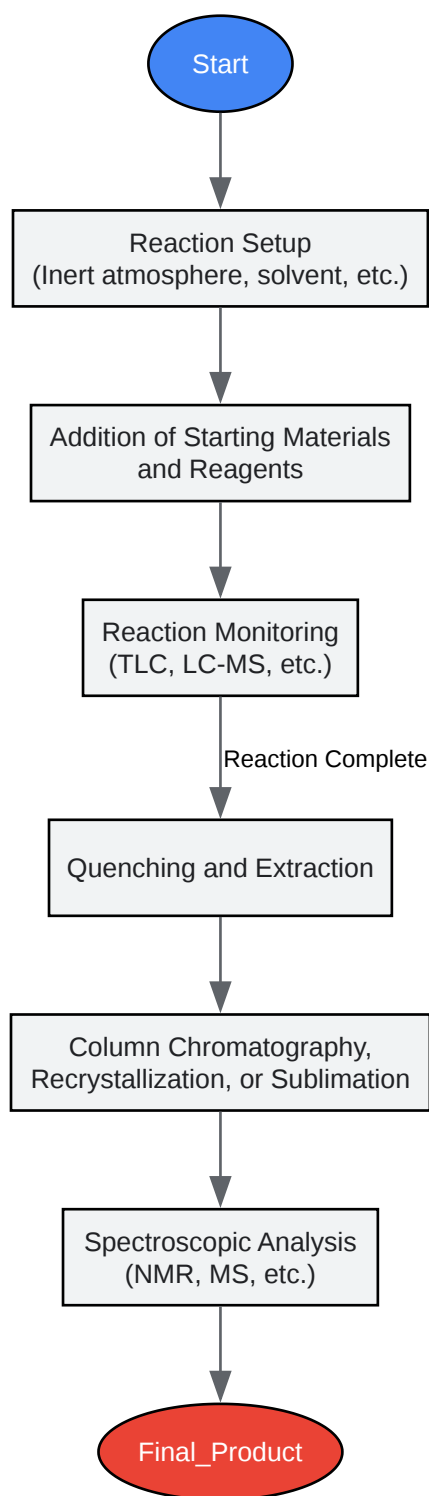 Start
Reaction Setup
(Inert atmosphere, solvent, etc.)
Addition of Starting Materials
and Reagents
Reaction Monitoring
(TLC, LC-MS, etc.)
Reaction Complete
Quenching and Extraction
Column Chromatography,
Recrystallization, or Sublimation
Spectroscopic Analysis
(NMR, MS, etc.)
Final_Product